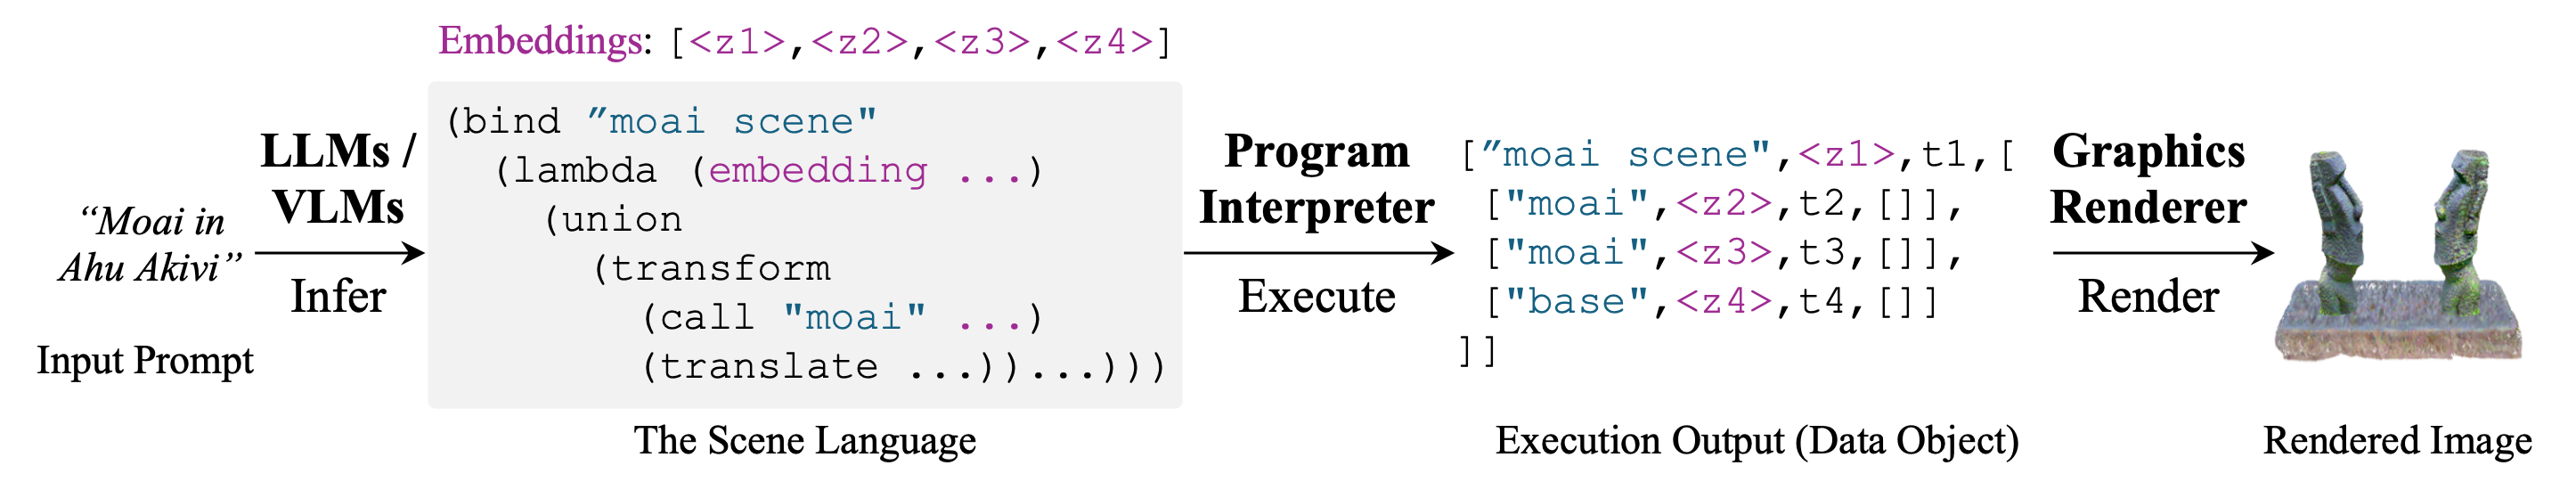 “Moai in
Ahu Akivi”
Input Prompt
LLMs /
VLMs
Infer
Embeddings: [<z1>,<z2>,<z3>,<z4>]
(bind ”moai scene"
(lambda (embedding ...)
(union
(transform
(call "moai" ...)
(translate ...))...)))
The Scene Language
Program
Interpreter
Execute
[”moai scene",<z1>,t1,[
["moai",<z2>,t2,[]],
["moai",<z3>,t3,[]],
["base",<z4>,t4,[]]
]]
Execution Output (Data Object)
Graphics
Renderer
Render
Rendered Image